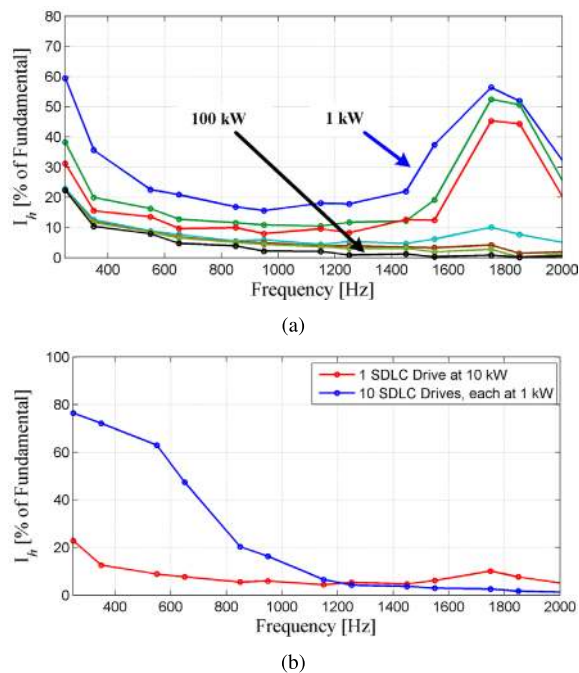 80
70
60
50
40
30
20
10
0
I_h [% of Fundamental]
100 kW
1 kW
400 600 800 1000 1200 1400 1600 1800 2000
Frequency [Hz]
(a)
100
80
60
40
20
0
I_h [% of Fundamental]
1 SDLC Drive at 10 kW
10 SDLC Drives, each at 1 kW
400 600 800 1000 1200 1400 1600 1800 2000
Frequency [Hz]
(b)